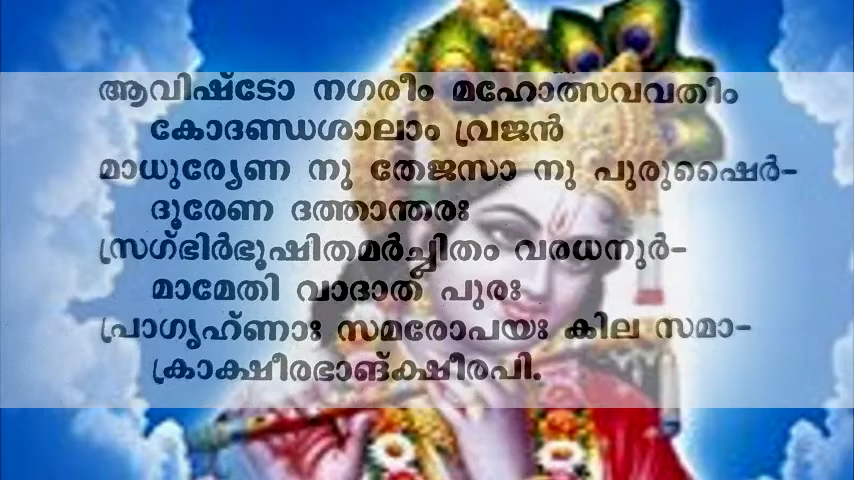 ആവിഷ്ടോ നഗരീം മഹോത്സവവതീം
കോദണ്ഡശാലാം വ്രജൻ
മാധുര്യേണ നു തേജസാ നു പുരുഷൈർ-
ദൂരേണ ദത്താന്തരഃ
സ്രഗ്ഭിർഭൂഷിതമർച്ചിതം വരധനുർ-
മാമേതി വാദാത് പുരഃ
പ്രാഗൃഹ്ണാഃ സമരോപയഃ കില സമാ-
ക്രാക്ഷീരഭാങ്ക്ഷീരപി.